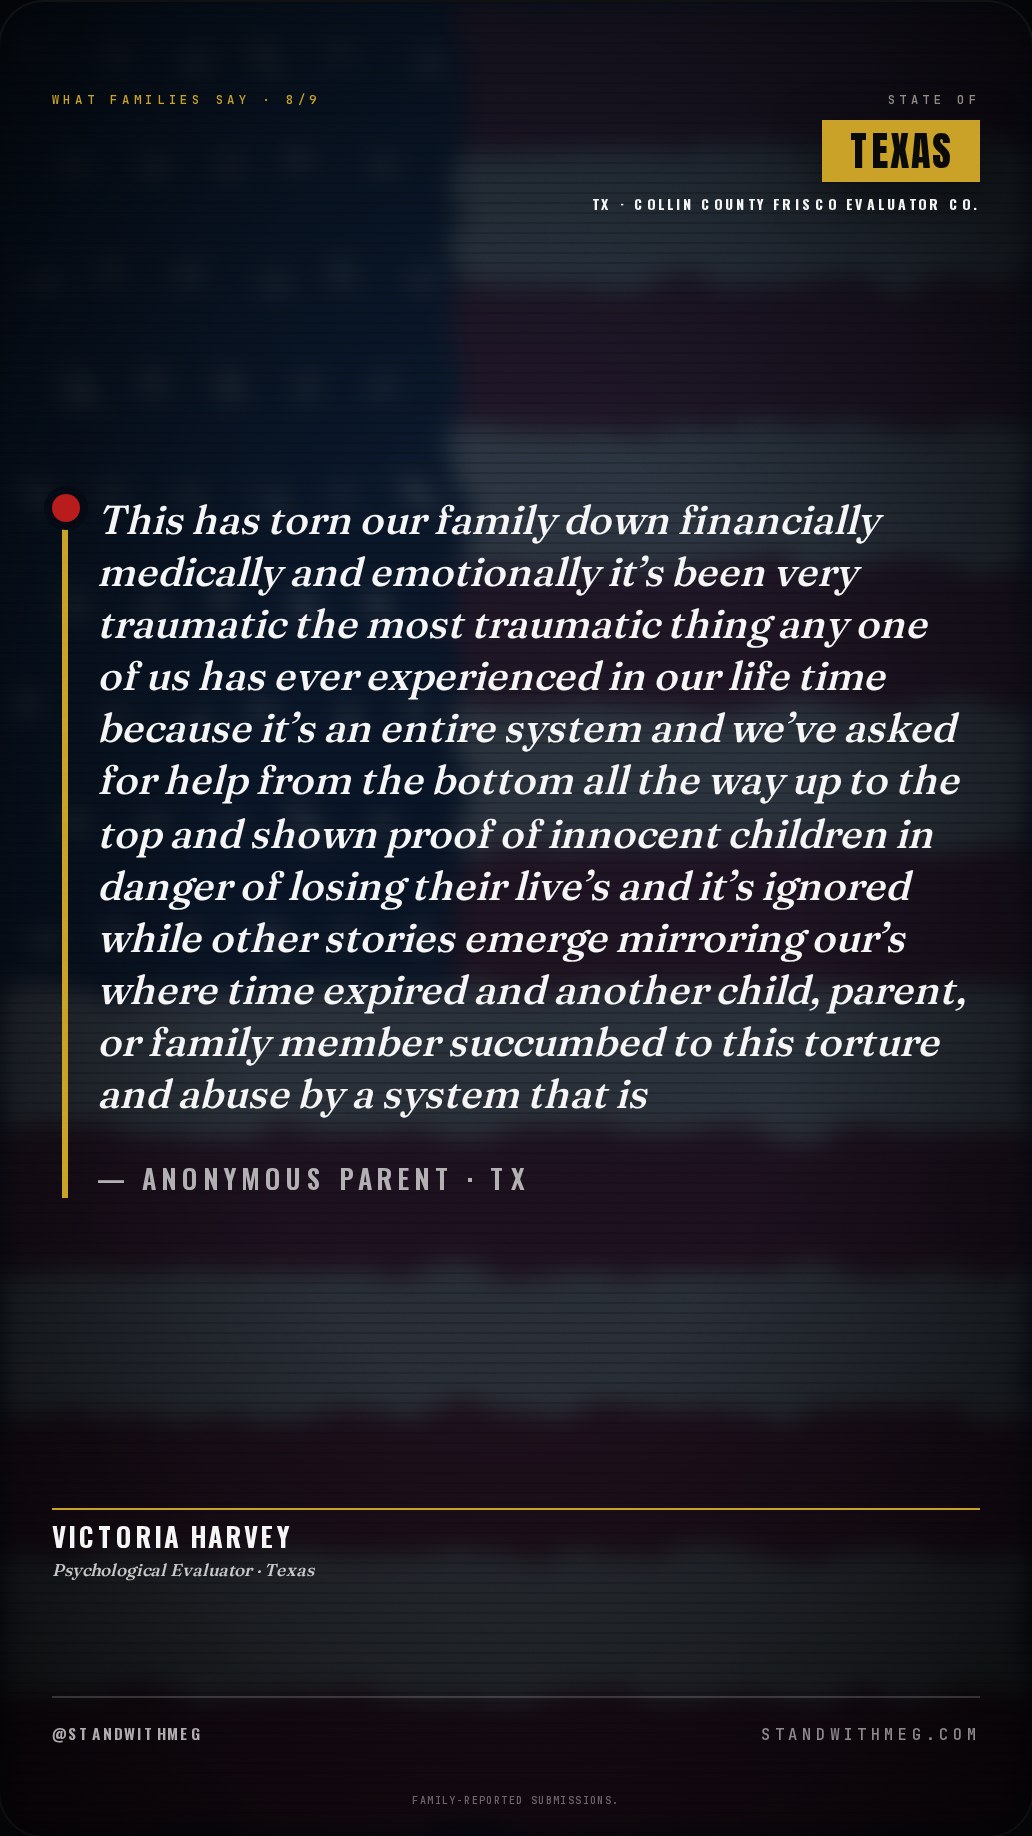 WHAT FAMILIES SAY · 8/9
STATE OF
TEXAS
TX · COLLIN COUNTY FRISCO EVALUATOR CO.
This has torn our family down financially
medically and emotionally it’s been very
traumatic the most traumatic thing any one
of us has ever experienced in our life time
because it’s an entire system and we’ve asked
for help from the bottom all the way up to the
top and shown proof of innocent children in
danger of losing their live’s and it’s ignored
while other stories emerge mirroring our’s
where time expired and another child, parent,
or family member succumbed to this torture
and abuse by a system that is
— ANONYMOUS PARENT · TX
VICTORIA HARVEY
Psychological Evaluator · Texas
@STANDWITHMEG
STANDWITHMEG.COM
FAMILY-REPORTED SUBMISSIONS.